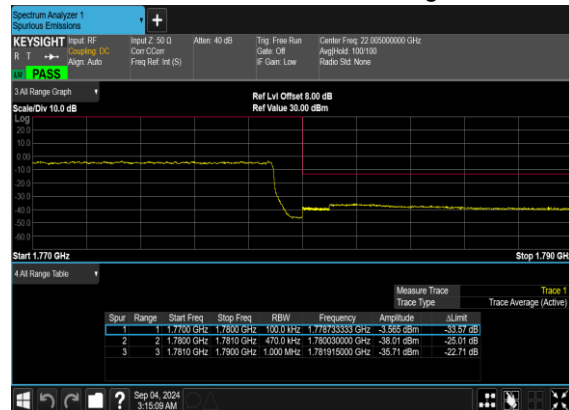 Spectrum Analyzer 1
Spurious Emissions
+
KEYSIGHT Input: RF Input Z: 50 Ω Atten: 40 dB Trig: Free Run Center Freq: 22.005000000 GHz
R T Coupling: DC Corr CCorr Gate: Off Avg|Hold: 100/100
Align: Auto Freq Ref: Int (S) IF Gain: Low Radio Std: None
PASS
3 All Range Graph
Ref Lvl Offset 8.00 dB
Scale/Div 10.0 dB Ref Value 30.00 dBm
Log
20.0
10.0
0.00
-10.0
-20.0
-30.0
-40.0
-50.0
-60.0
Start 1.770 GHz Stop 1.790 GH
4 All Range Table
Measure Trace Trace 1
Trace Type Trace Average (Active)
Spur Range Start Freq Stop Freq RBW Frequency Amplitude ΔLimit
1 1 1.7700 GHz 1.7800 GHz 100.0 kHz 1.778733333 GHz -3.565 dBm -33.57 dB
2 2 1.7800 GHz 1.7810 GHz 470.0 kHz 1.780030000 GHz -38.01 dBm -25.01 dB
3 3 1.7810 GHz 1.7900 GHz 1.000 MHz 1.781915000 GHz -35.71 dBm -22.71 dB
? Sep 04, 2024
3:15:09 AM